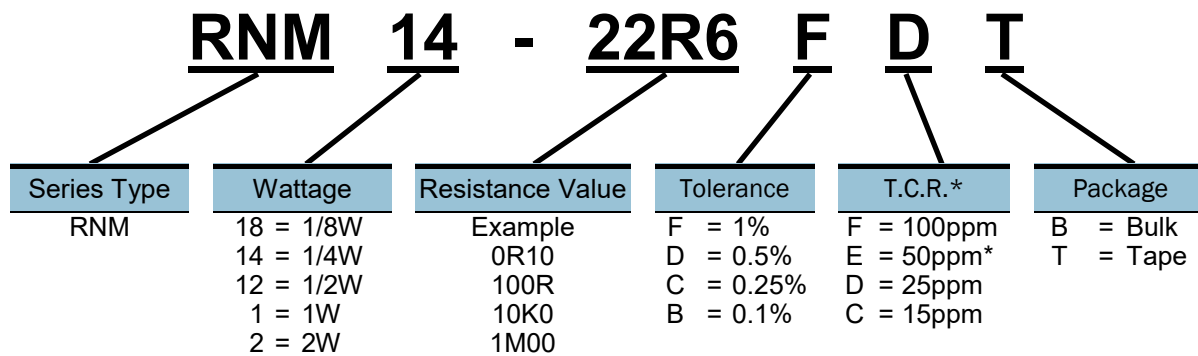 RNM 14 - 22R6 F D T
Series Type
RNM
Wattage
18 = 1/8W
14 = 1/4W
12 = 1/2W
1 = 1W
2 = 2W
Resistance Value
Example
0R10
100R
10K0
1M00
Tolerance
F = 1%
D = 0.5%
C = 0.25%
B = 0.1%
T.C.R.*
F = 100ppm
E = 50ppm*
D = 25ppm
C = 15ppm
Package
B = Bulk
T = Tape